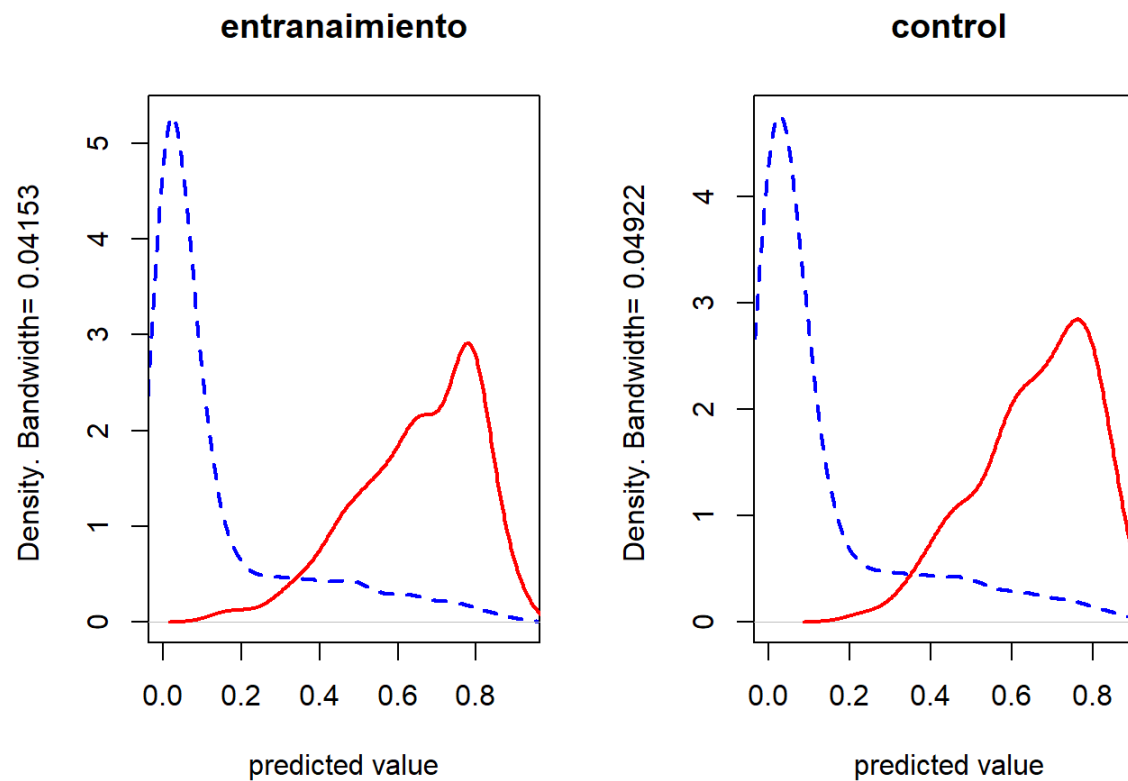 entranaimiento
Density. Bandwidth= 0.04153
5
4
3
2
1
0
0.0 0.2 0.4 0.6 0.8
predicted value
control
Density. Bandwidth= 0.04922
4
3
2
1
0
0.0 0.2 0.4 0.6 0.8
predicted value